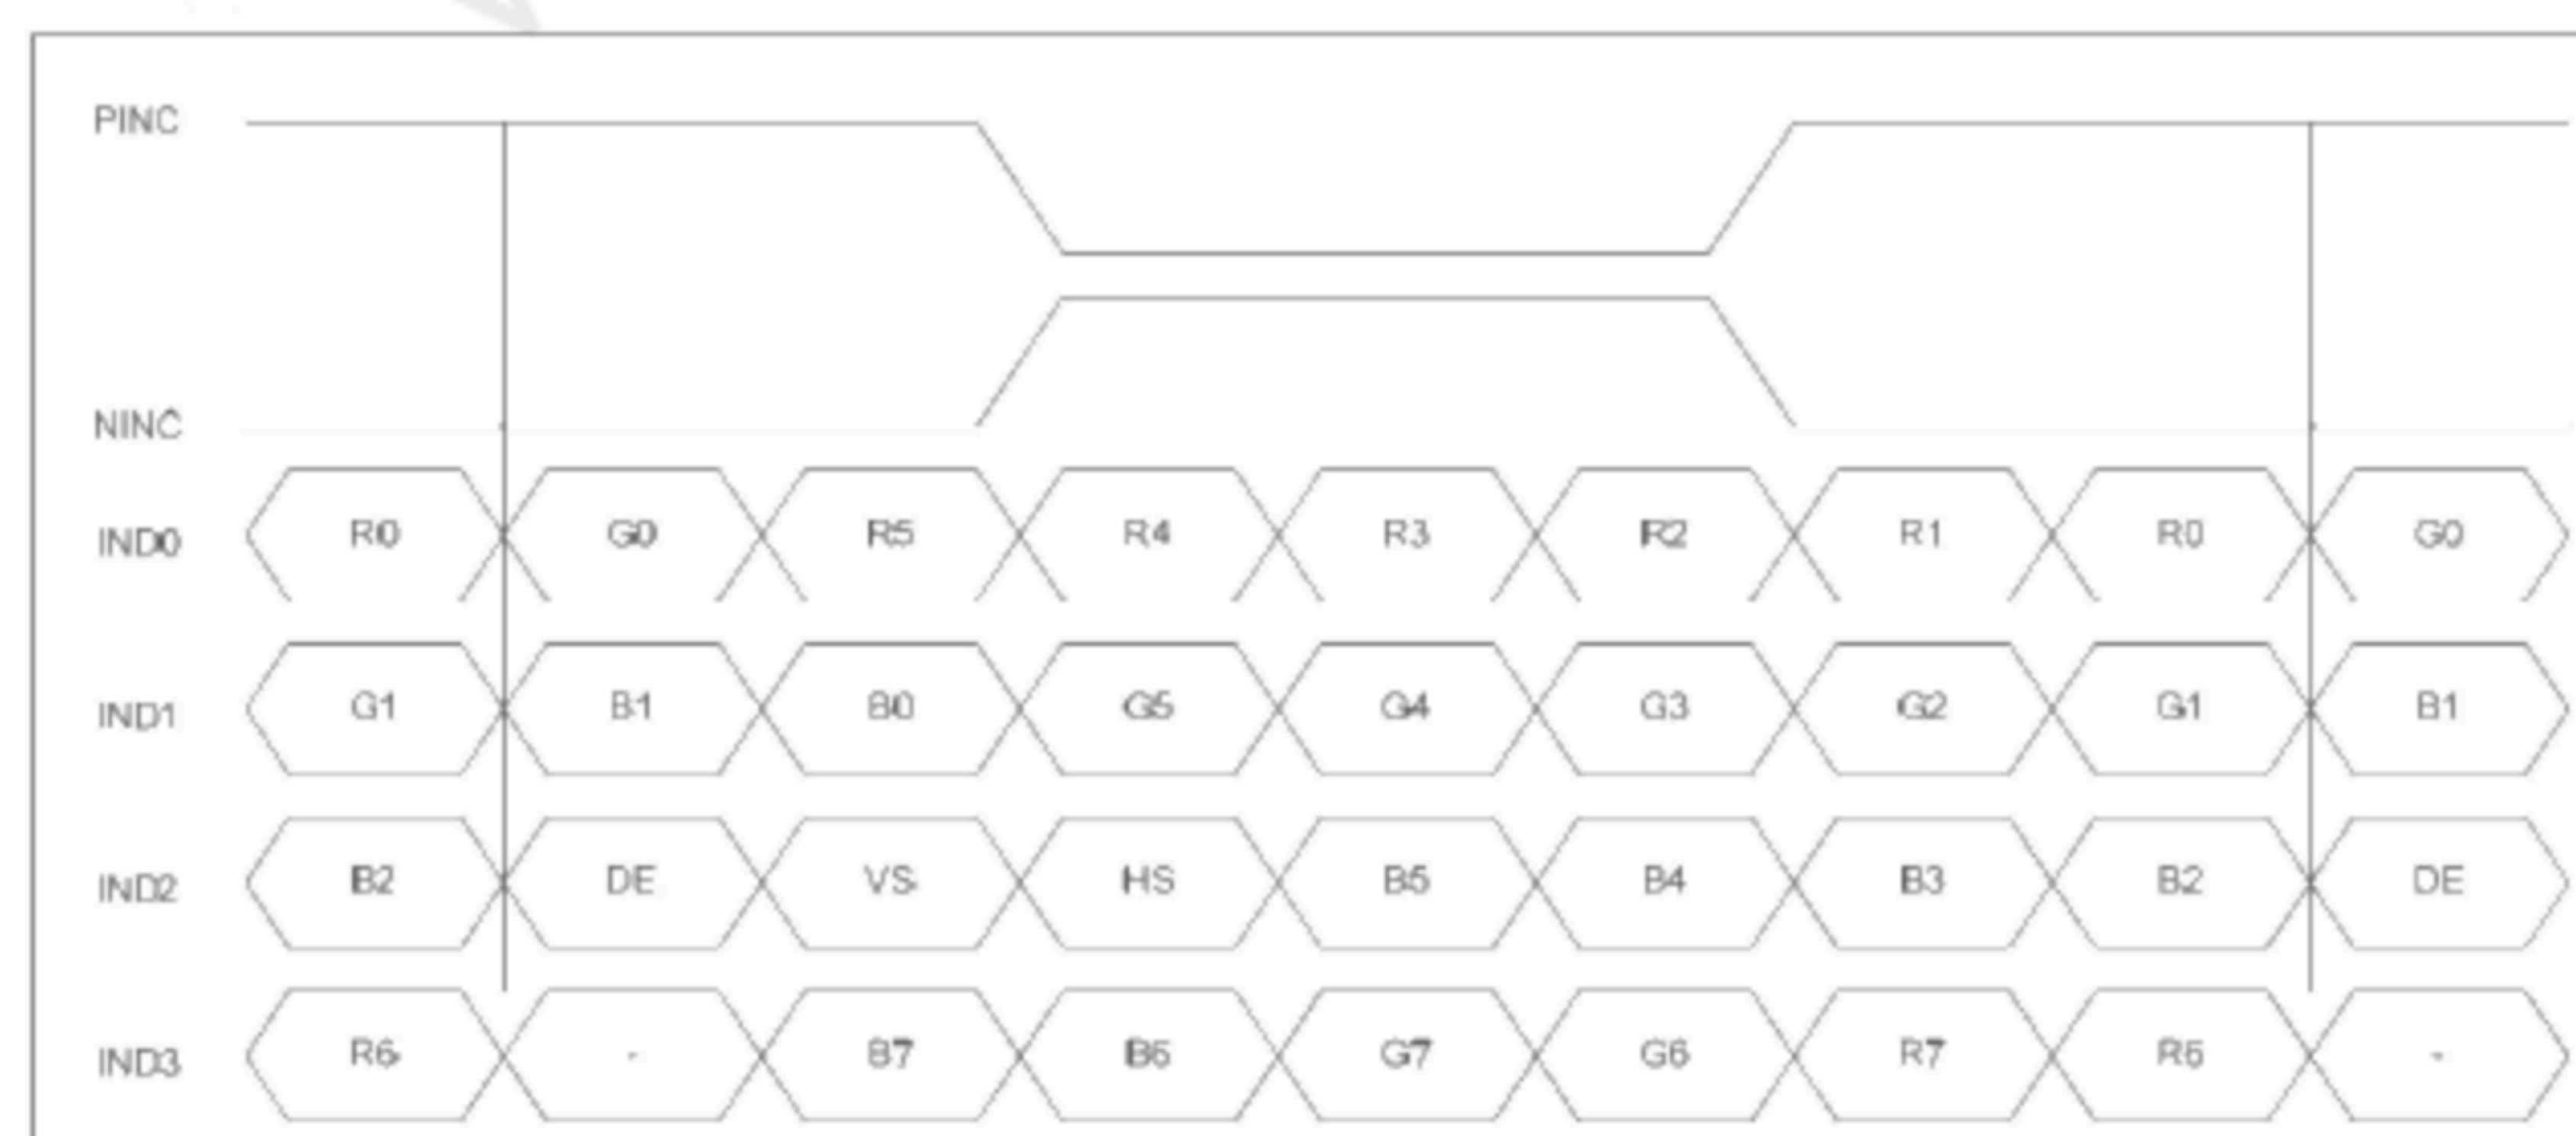 PINC
NINC
IND0 R0 G0 R5 R4 R3 R2 R1 R0 G0
IND1 G1 B1 B0 G5 G4 G3 G2 G1 B1
IND2 B2 DE VS HS B5 B4 B3 B2 DE
IND3 R6 - B7 B6 G7 G6 R7 R6 -